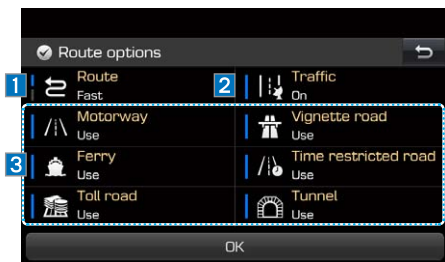 Route options
1
Route
Fast
2
Traffic
On
Motorway
Use
Vignette road
Use
3
Ferry
Use
Time restricted road
Use
Toll road
Use
Tunnel
Use
OK